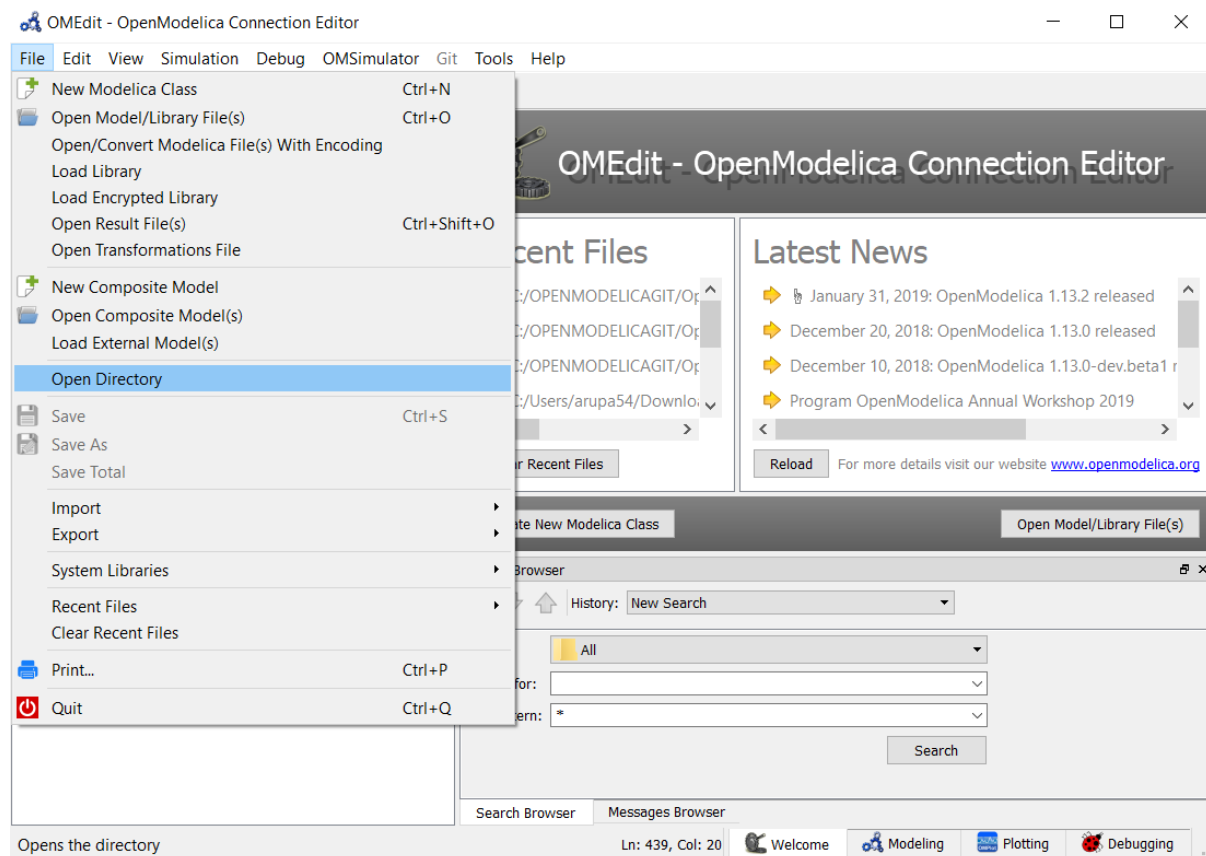 OMEdit - OpenModelica Connection Editor
File Edit View Simulation Debug OMSimulator Git Tools Help
New Modelica Class Ctrl+N
Open Model/Library File(s) Ctrl+O
Open/Convert Modelica File(s) With Encoding
Load Library
Load Encrypted Library
Open Result File(s) Ctrl+Shift+O
Open Transformations File
New Composite Model
Open Composite Model(s)
Load External Model(s)
Open Directory
Save Ctrl+S
Save As
Save Total
Import
Export
System Libraries
Recent Files
Clear Recent Files
Print... Ctrl+P
Quit Ctrl+Q
OMEdit - OpenModelica Connection Editor
cent Files
:/OPENMODELICAGIT/Op
:/OPENMODELICAGIT/Op
:/OPENMODELICAGIT/Op
:/Users/arupa54/Downlo
r Recent Files
Latest News
January 31, 2019: OpenModelica 1.13.2 released
December 20, 2018: OpenModelica 1.13.0 released
December 10, 2018: OpenModelica 1.13.0-dev.beta1 r
Program OpenModelica Annual Workshop 2019
Reload For more details visit our website www.openmodelica.org
te New Modelica Class Open Model/Library File(s)
Browser
History: New Search
All
for:
ern: *
Search
Search Browser Messages Browser
Opens the directory Ln: 439, Col: 20 Welcome Modeling Plotting Debugging